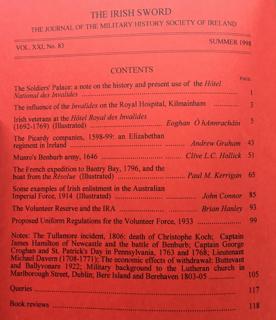 THE IRISH SWORD
THE JOURNAL OF THE MILITARY HISTORY SOCIETY OF IRELAND
VOL. XXI, No. 83 SUMMER 1998
CONTENTS
PAGE
The Soldiers' Palace: a note on the history and present use of the Hôtel
National des Invalides 1
The influence of the Invalides on the Royal Hospital, Kilmainham 3
Irish veterans at the Hôtel Royal des Invalides
(1692-1769) (Illustrated) Eoghan Ó hAnnracháin 5
The Picardy companies, 1598-99: an Elizabethan
regiment in Ireland Andrew Graham 43
Munro's Benburb army, 1646 Clive L.C. Hollick 51
The French expedition to Bantry Bay, 1796, and the
boat from the Résolue (Illustrated) Paul M. Kerrigan 65
Some examples of Irish enlistment in the Australian
Imperial Force, 1914 (Illustrated) John Connor 85
The Volunteer Reserve and the IRA Brian Hanley 93
Proposed Uniform Regulations for the Volunteer Force, 1933 99
Notes: The Tullamore incident, 1806: death of Christophe Koch; Captain
James Hamilton of Newcastle and the battle of Benburb; Captain George
Croghan and St. Patrick's Day in Pennsylvania, 1763 and 1768; Lieutenant
Michael Davern (1708-1771); The economic effects of withdrawal: Buttevant
and Ballyvonare 1922; Military background to the Lutheran church in
Marlborough Street, Dublin; Bere Island and Berehaven 1803-05 105
Queries 117
Book reviews 118